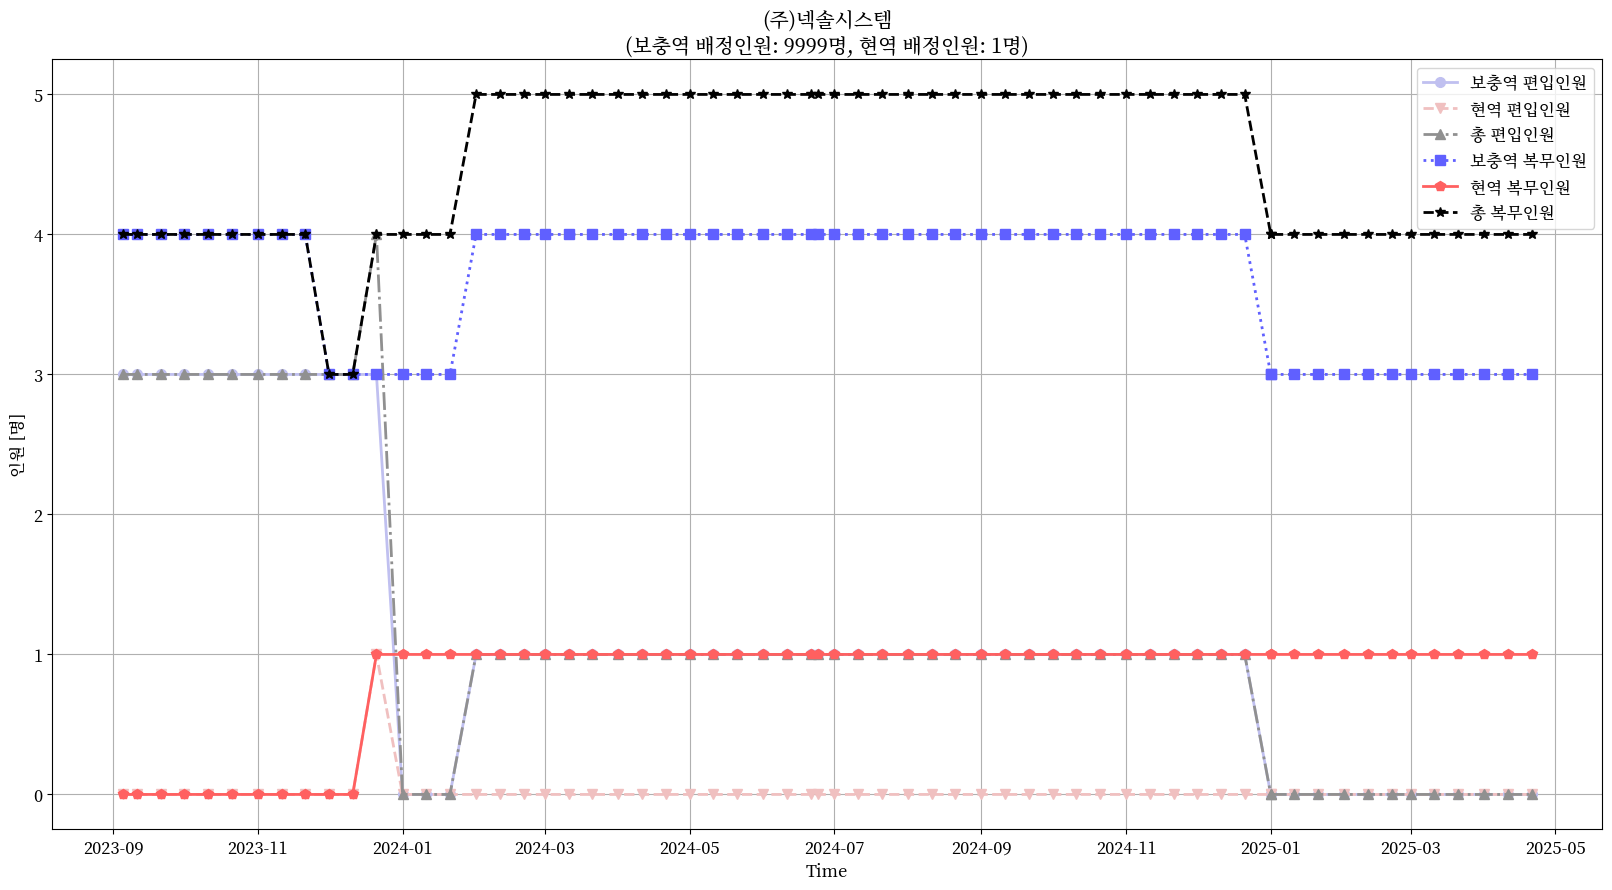 (주)넥솔시스템
(보충역 배정인원: 9999명, 현역 배정인원: 1명)
보충역 편입인원
현역 편입인원
총 편입인원
보충역 복무인원
현역 복무인원
총 복무인원
인원 [명]
5
4
3
2
1
0
2023-09
2023-11
2024-01
2024-03
2024-05
2024-07
2024-09
2024-11
2025-01
2025-03
2025-05
Time